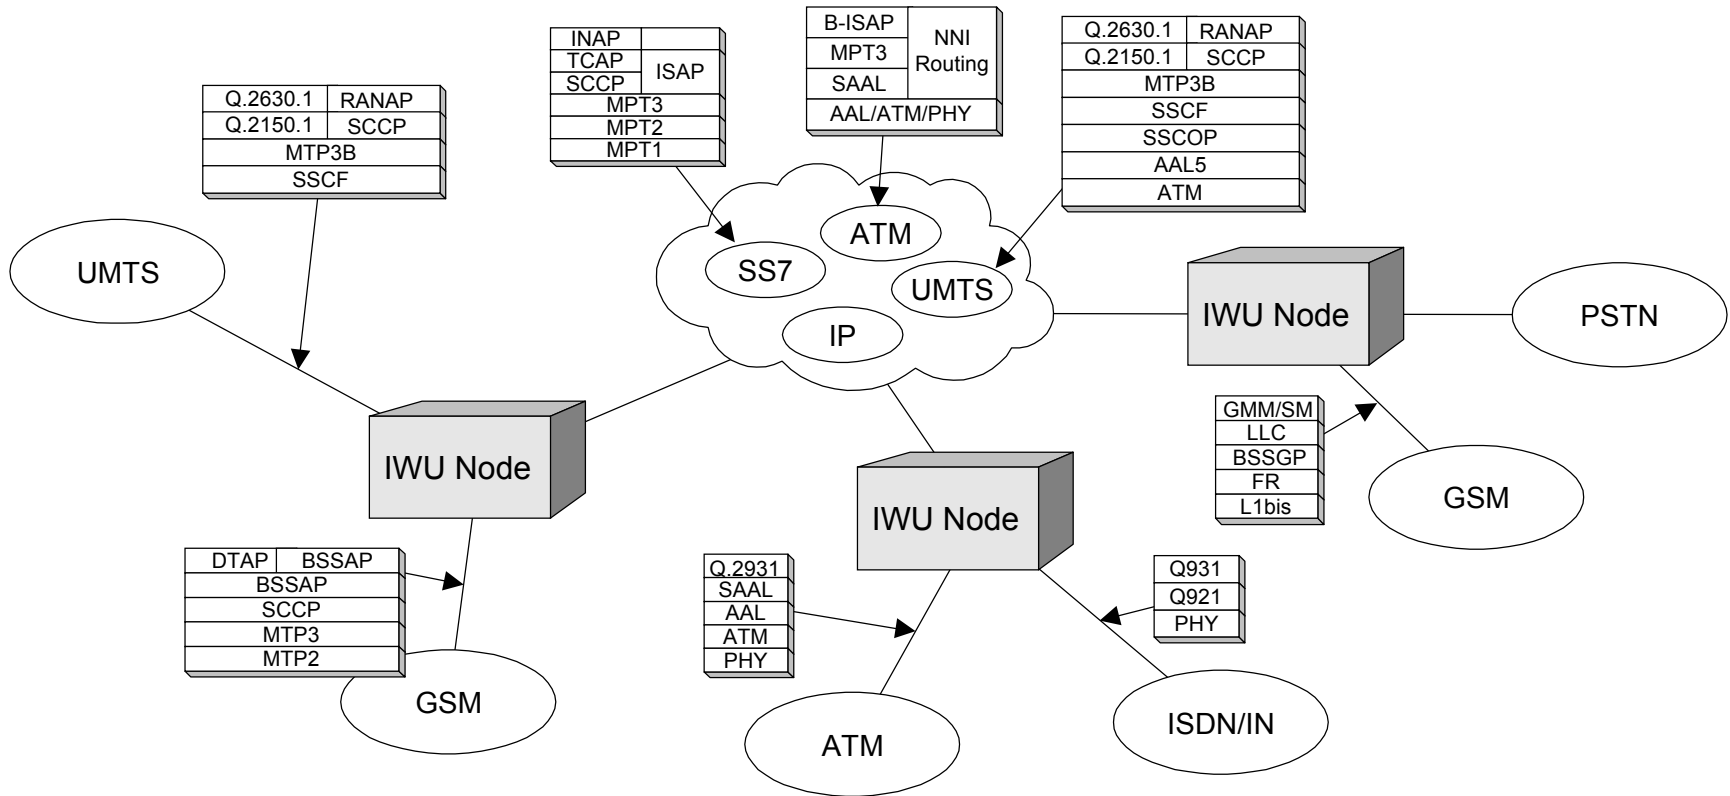 INAP
TCAP
SCCP
ISAP
MPT3
MPT2
MPT1
B-ISAP
MPT3
SAAL
NNI
Routing
AAL/ATM/PHY
Q.2630.1 RANAP
Q.2150.1 SCCP
MTP3B
SSCF
SSCOP
AAL5
ATM
Q.2630.1 RANAP
Q.2150.1 SCCP
MTP3B
SSCF
UMTS
ATM
SS7
UMTS
IP
IWU Node
PSTN
GMM/SM
LLC
BSSGP
FR
L1bis
GSM
IWU Node
IWU Node
DTAP BSSAP
BSSAP
SCCP
MTP3
MTP2
GSM
Q.2931
SAAL
AAL
ATM
PHY
Q931
Q921
PHY
ATM
ISDN/IN